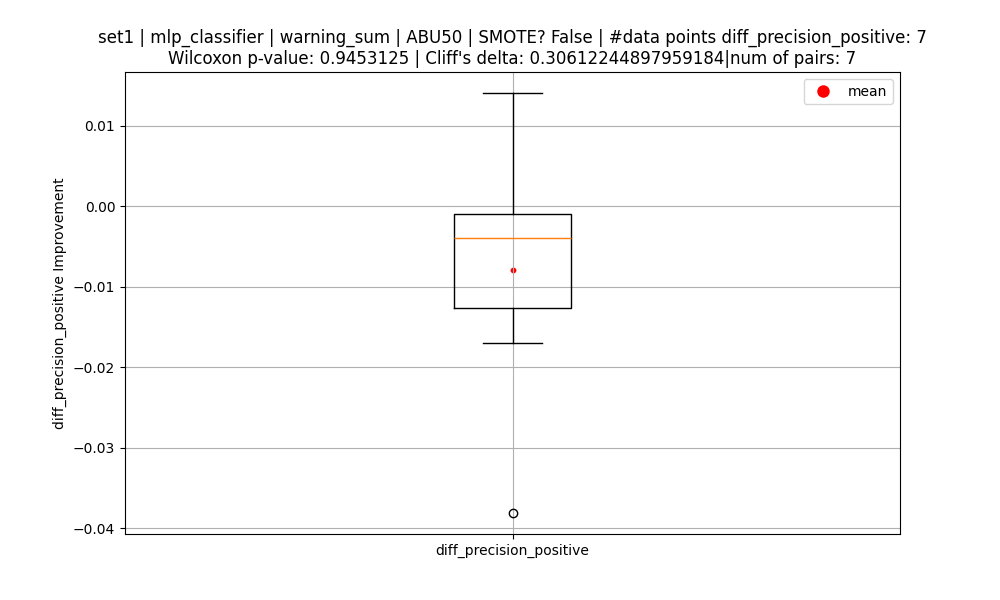 set1 | mlp_classifier | warning_sum | ABU50 | SMOTE? False | #data points diff_precision_positive: 7
Wilcoxon p-value: 0.9453125 | Cliff's delta: 0.30612244897959184|num of pairs: 7
mean
0.01
0.00
−0.01
−0.02
−0.03
−0.04
diff_precision_positive Improvement
diff_precision_positive